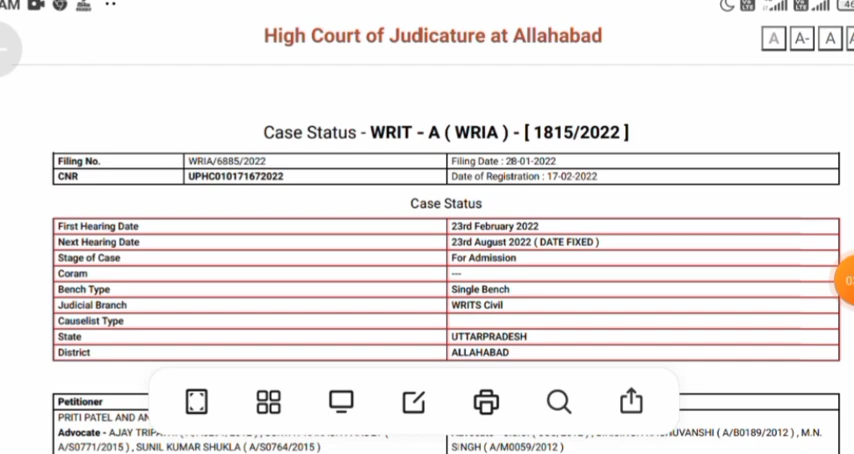 AM
High Court of Judicature at Allahabad
A A- A
Case Status - WRIT - A ( WRIA ) - [ 1815/2022 ]
Filing No. WRIA/6885/2022 Filing Date : 28-01-2022
CNR UPHC010171672022 Date of Registration : 17-02-2022
Case Status
First Hearing Date 23rd February 2022
Next Hearing Date 23rd August 2022 ( DATE FIXED )
Stage of Case For Admission
Coram ---
Bench Type Single Bench
Judicial Branch WRITS Civil
Causelist Type
State UTTARPRADESH
District ALLAHABAD
Petitioner
PRITI PATEL AND AN
Advocate - AJAY ( A/B0189/2012 ) , M.N.
A/S0771/2015 ) , SUNIL KUMAR SHUKLA ( A/S0764/2015 ) SINGH ( A/M0059/2012 )